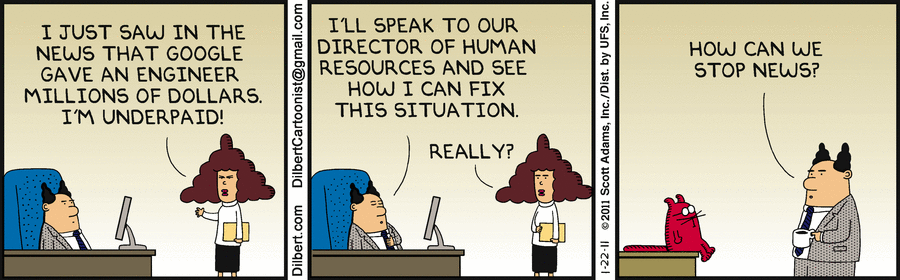 I JUST SAW IN THE
NEWS THAT GOOGLE
GAVE AN ENGINEER
MILLIONS OF DOLLARS.
I'M UNDERPAID!
Dilbert.com DilbertCartoonist@gmail.com
I'LL SPEAK TO OUR
DIRECTOR OF HUMAN
RESOURCES AND SEE
HOW I CAN FIX
THIS SITUATION.
REALLY?
1-22-11 ©2011 Scott Adams, Inc./Dist. by UFS, Inc.
HOW CAN WE
STOP NEWS?